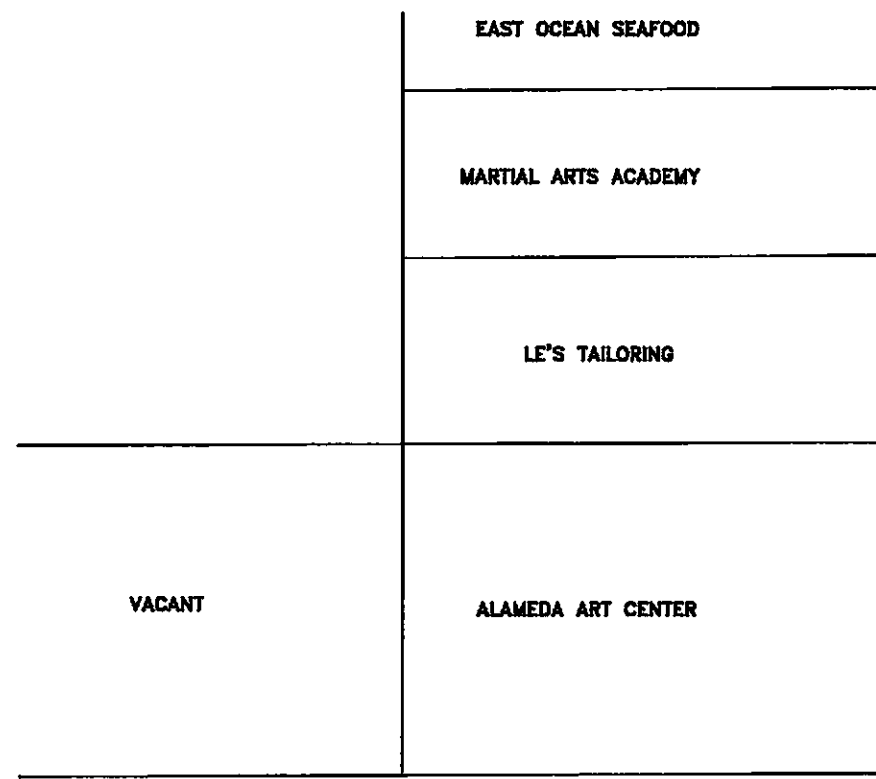 EAST OCEAN SEAFOOD
MARTIAL ARTS ACADEMY
LE'S TAILORING
VACANT
ALAMEDA ART CENTER